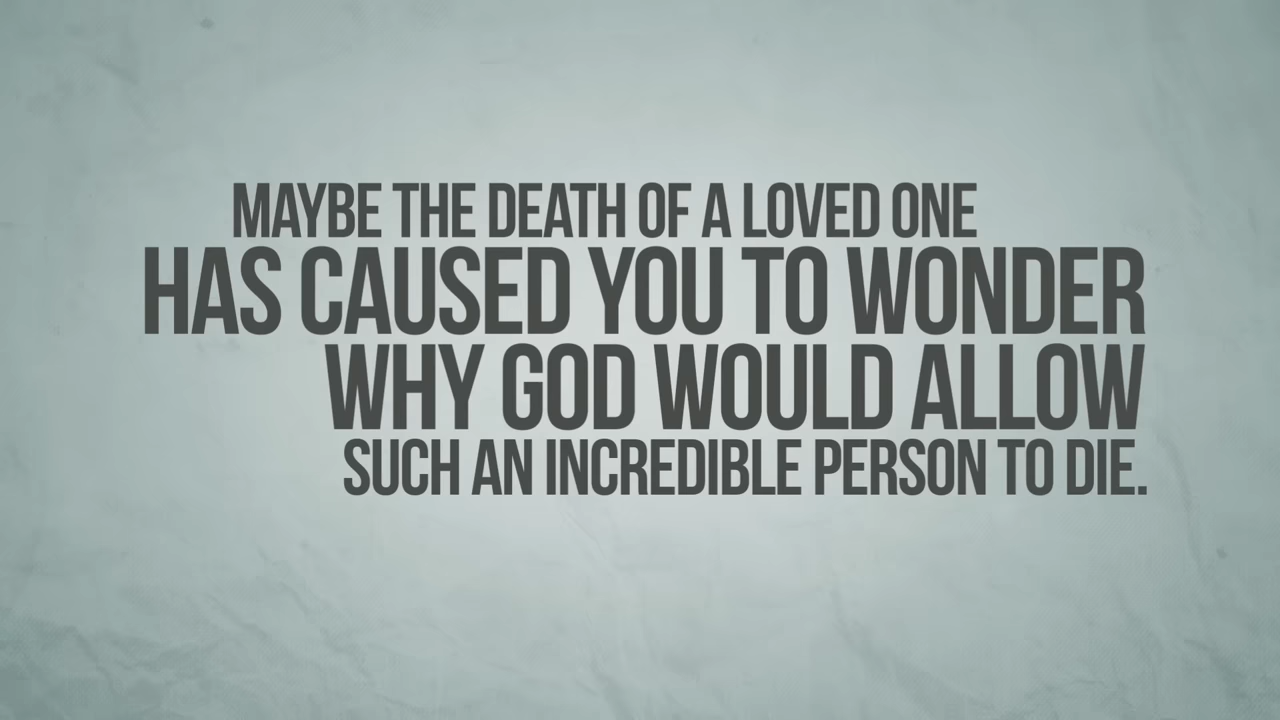 MAYBE THE DEATH OF A LOVED ONE
HAS CAUSED YOU TO WONDER
WHY GOD WOULD ALLOW
SUCH AN INCREDIBLE PERSON TO DIE.